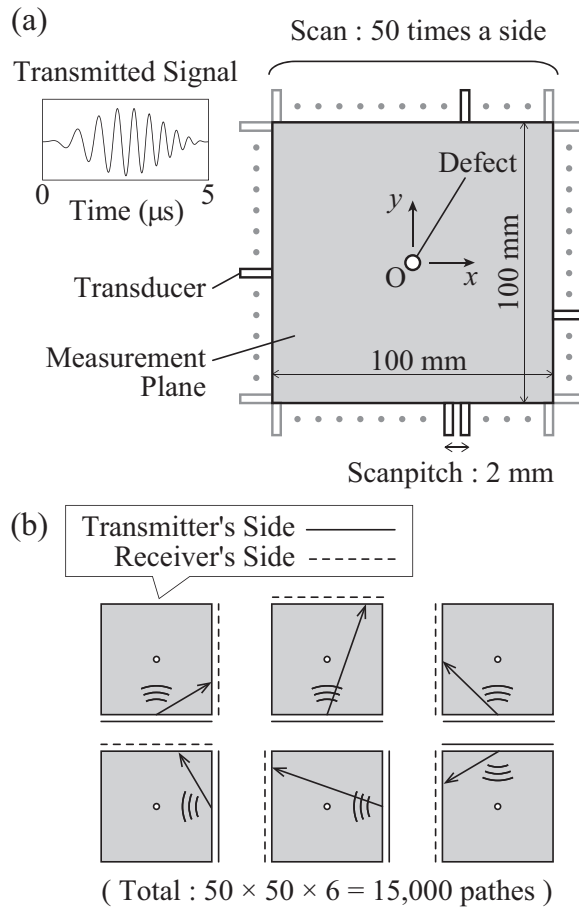 (a)
Scan : 50 times a side
Transmitted Signal
0 5
Time (μs)
Defect
y
O x
100 mm
Transducer
Measurement
Plane
100 mm
Scanpitch : 2 mm
(b)
Transmitter's Side
Receiver's Side
( Total : 50 × 50 × 6 = 15,000 pathes )